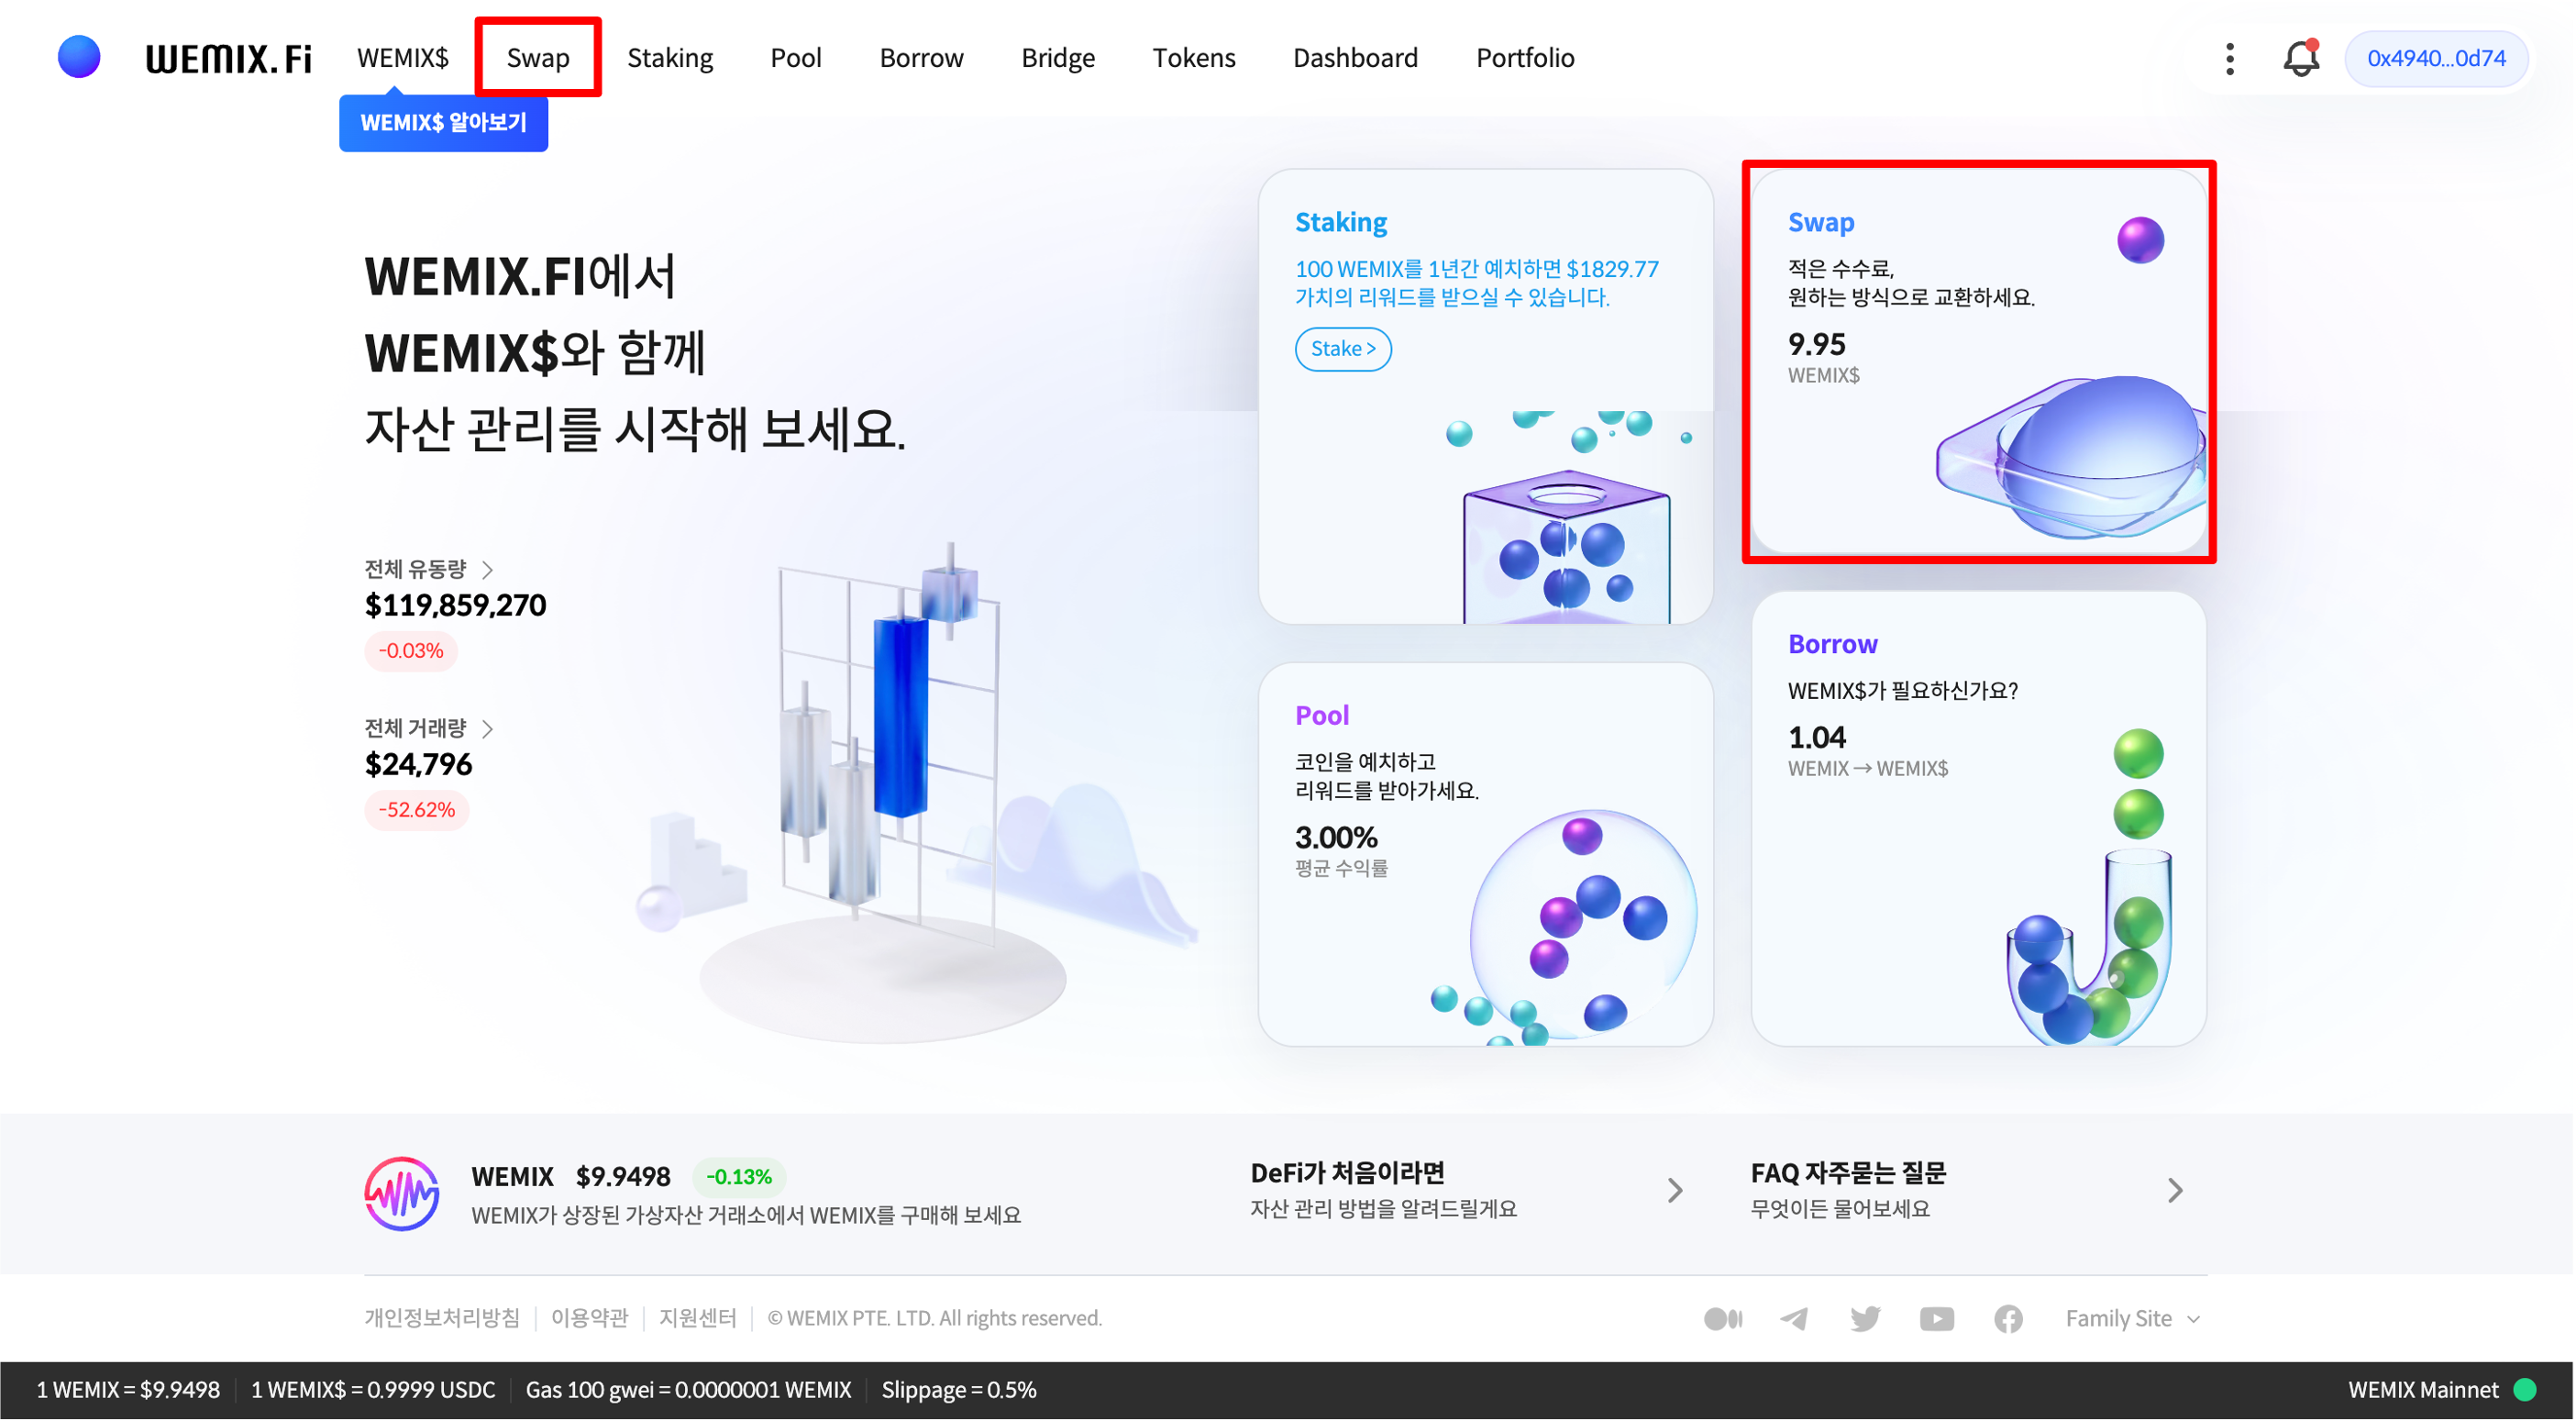 WEMIX.Fi
WEMIX$
Swap
Staking
Pool
Borrow
Bridge
Tokens
Dashboard
Portfolio
0x4940...0d74
WEMIX$ 알아보기
WEMIX.FI에서
WEMIX$와 함께
자산 관리를 시작해 보세요.
전체 유동량
$119,859,270
-0.03%
전체 거래량
$24,796
-52.62%
Staking
100 WEMIX를 1년간 예치하면 $1829.77
가치의 리워드를 받으실 수 있습니다.
Stake >
Swap
적은 수수료,
원하는 방식으로 교환하세요.
9.95
WEMIX$
Pool
코인을 예치하고
리워드를 받아가세요.
3.00%
평균 수익률
Borrow
WEMIX$가 필요하신가요?
1.04
WEMIX → WEMIX$
WEMIX $9.9498 -0.13%
WEMIX가 상장된 가상자산 거래소에서 WEMIX를 구매해 보세요
DeFi가 처음이라면
자산 관리 방법을 알려드릴게요
FAQ 자주묻는 질문
무엇이든 물어보세요
개인정보처리방침 이용약관 지원센터 © WEMIX PTE. LTD. All rights reserved.
Family Site
1 WEMIX = $9.9498 1 WEMIX$ = 0.9999 USDC Gas 100 gwei = 0.0000001 WEMIX Slippage = 0.5%
WEMIX Mainnet